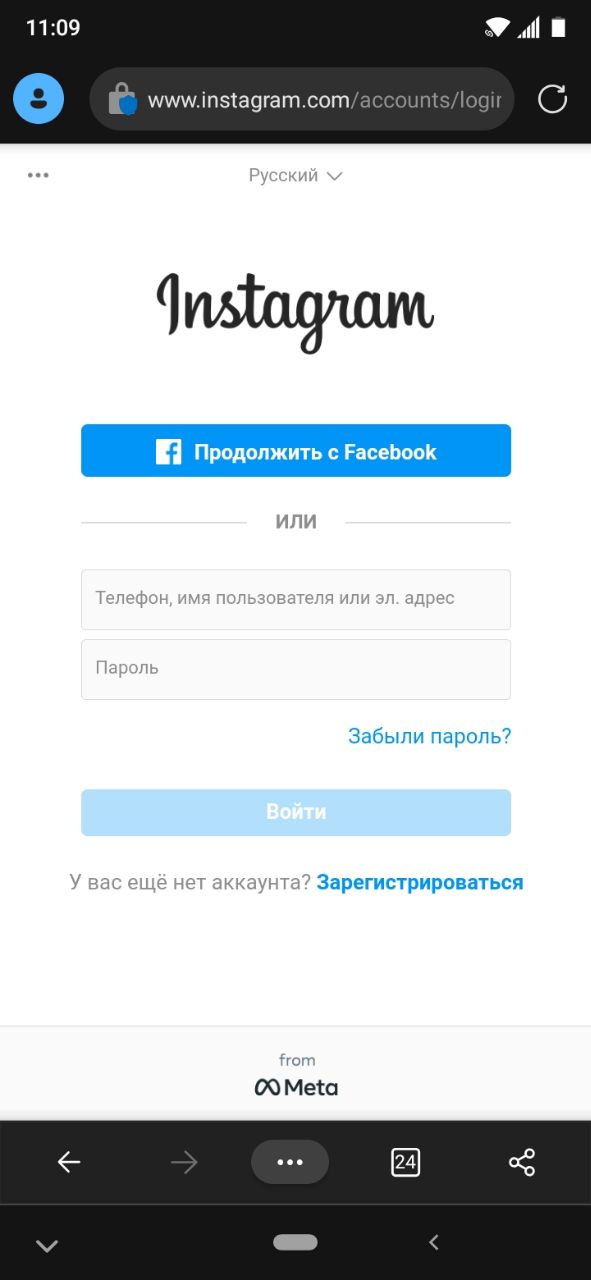 11:09
www.instagram.com/accounts/login
Русский
Instagram
Продолжить с Facebook
ИЛИ
Телефон, имя пользователя или эл. адрес
Пароль
Забыли пароль?
Войти
У вас ещё нет аккаунта? Зарегистрироваться
from
Meta
24